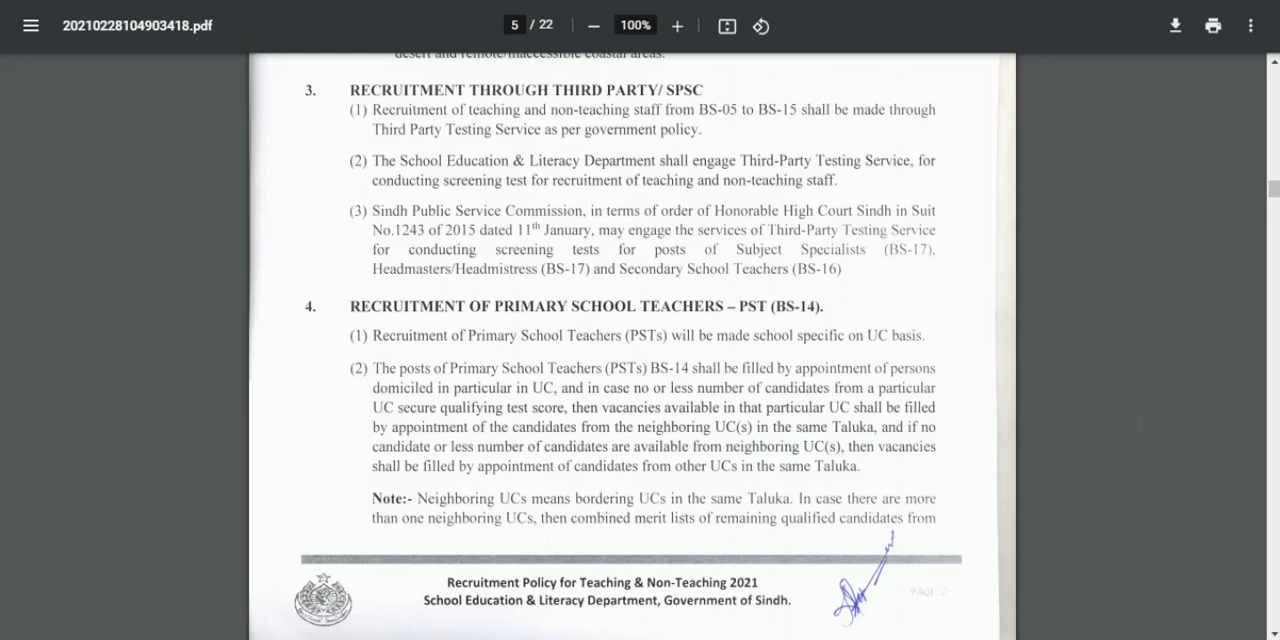 20210228104903418.pdf
5 / 22
100%
desert and remote/inaccessible coastal areas.
3. RECRUITMENT THROUGH THIRD PARTY/ SPSC
(1) Recruitment of teaching and non-teaching staff from BS-05 to BS-15 shall be made through
Third Party Testing Service as per government policy.
(2) The School Education & Literacy Department shall engage Third-Party Testing Service, for
conducting screening test for recruitment of teaching and non-teaching staff.
(3) Sindh Public Service Commission, in terms of order of Honorable High Court Sindh in Suit
No.1243 of 2015 dated 11th January, may engage the services of Third-Party Testing Service
for conducting screening tests for posts of Subject Specialists (BS-17),
Headmasters/Headmistress (BS-17) and Secondary School Teachers (BS-16)
4. RECRUITMENT OF PRIMARY SCHOOL TEACHERS – PST (BS-14).
(1) Recruitment of Primary School Teachers (PSTs) will be made school specific on UC basis.
(2) The posts of Primary School Teachers (PSTs) BS-14 shall be filled by appointment of persons
domiciled in particular in UC, and in case no or less number of candidates from a particular
UC secure qualifying test score, then vacancies available in that particular UC shall be filled
by appointment of the candidates from the neighboring UC(s) in the same Taluka, and if no
candidate or less number of candidates are available from neighboring UC(s), then vacancies
shall be filled by appointment of candidates from other UCs in the same Taluka.
Note:- Neighboring UCs means bordering UCs in the same Taluka. In case there are more
than one neighboring UCs, then combined merit lists of remaining qualified candidates from
Recruitment Policy for Teaching & Non-Teaching 2021
School Education & Literacy Department, Government of Sindh.
PAGE 2